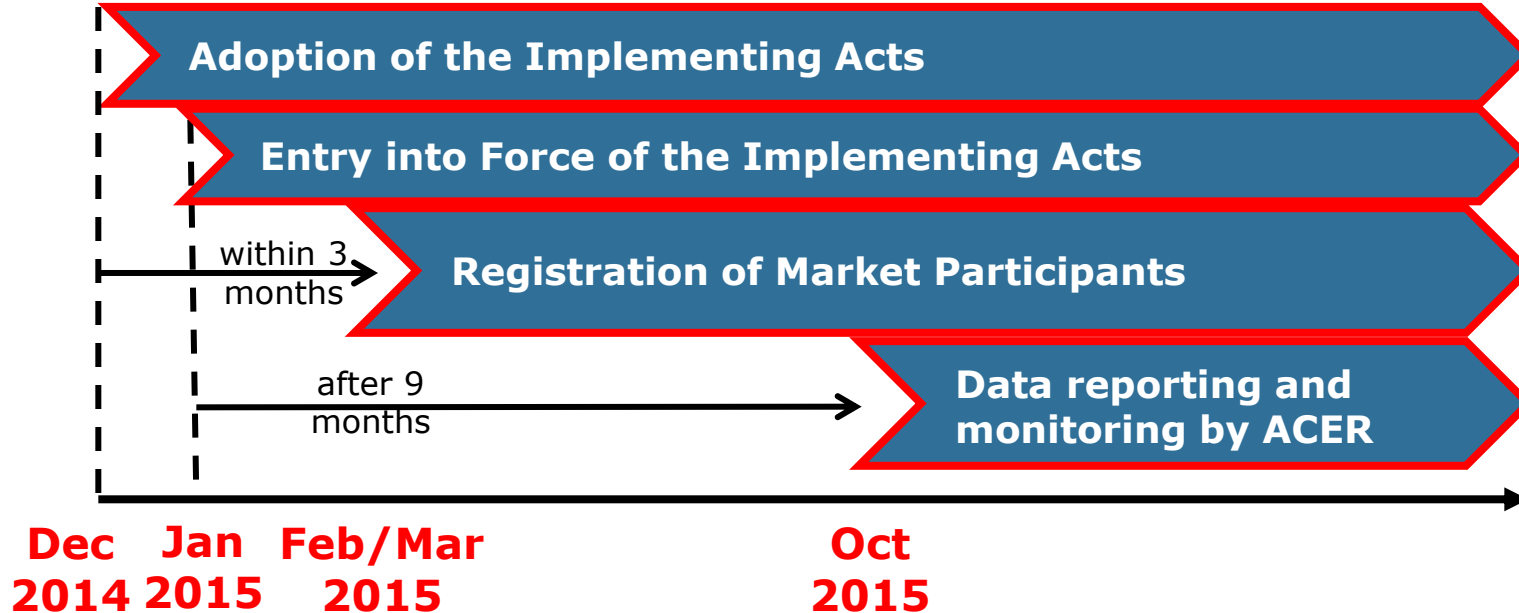 Adoption of the Implementing Acts
Entry into Force of the Implementing Acts
within 3
months
Registration of Market Participants
after 9
months
Data reporting and
monitoring by ACER
Dec
2014
Jan
2015
Feb/Mar
2015
Oct
2015